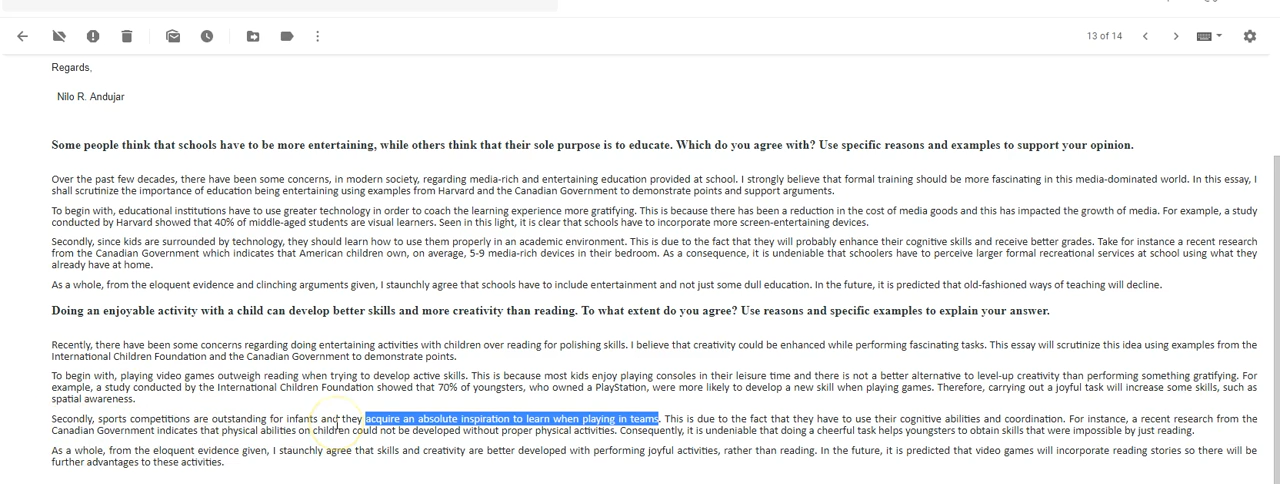 13 of 14
Regards,
Nilo R. Andujar
Some people think that schools have to be more entertaining, while others think that their sole purpose is to educate. Which do you agree with? Use specific reasons and examples to support your opinion.
Over the past few decades, there have been some concerns, in modern society, regarding media-rich and entertaining education provided at school. I strongly believe that formal training should be more fascinating in this media-dominated world. In this essay, I
shall scrutinize the importance of education being entertaining using examples from Harvard and the Canadian Government to demonstrate points and support arguments.
To begin with, educational institutions have to use greater technology in order to coach the learning experience more gratifying. This is because there has been a reduction in the cost of media goods and this has impacted the growth of media. For example, a study
conducted by Harvard showed that 40% of middle-aged students are visual learners. Seen in this light, it is clear that schools have to incorporate more screen-entertaining devices.
Secondly, since kids are surrounded by technology, they should learn how to use them properly in an academic environment. This is due to the fact that they will probably enhance their cognitive skills and receive better grades. Take for instance a recent research
from the Canadian Government which indicates that American children own, on average, 5-9 media-rich devices in their bedroom. As a consequence, it is undeniable that schoolers have to perceive larger formal recreational services at school using what they
already have at home.
As a whole, from the eloquent evidence and clinching arguments given, I staunchly agree that schools have to include entertainment and not just some dull education. In the future, it is predicted that old-fashioned ways of teaching will decline.
Doing an enjoyable activity with a child can develop better skills and more creativity than reading. To what extent do you agree? Use reasons and specific examples to explain your answer.
Recently, there have been some concerns regarding doing entertaining activities with children over reading for polishing skills. I believe that creativity could be enhanced while performing fascinating tasks. This essay will scrutinize this idea using examples from the
International Children Foundation and the Canadian Government to demonstrate points.
To begin with, playing video games outweigh reading when trying to develop active skills. This is because most kids enjoy playing consoles in their leisure time and there is not a better alternative to level-up creativity than performing something gratifying. For
example, a study conducted by the International Children Foundation showed that 70% of youngsters, who owned a PlayStation, were more likely to develop a new skill when playing games. Therefore, carrying out a joyful task will increase some skills, such as
spatial awareness.
Secondly, sports competitions are outstanding for infants and they acquire an absolute inspiration to learn when playing in teams. This is due to the fact that they have to use their cognitive abilities and coordination. For instance, a recent research from the
Canadian Government indicates that physical abilities on children could not be developed without proper physical activities. Consequently, it is undeniable that doing a cheerful task helps youngsters to obtain skills that were impossible by just reading.
As a whole, from the eloquent evidence given, I staunchly agree that skills and creativity are better developed with performing joyful activities, rather than reading. In the future, it is predicted that video games will incorporate reading stories so there will be
further advantages to these activities.